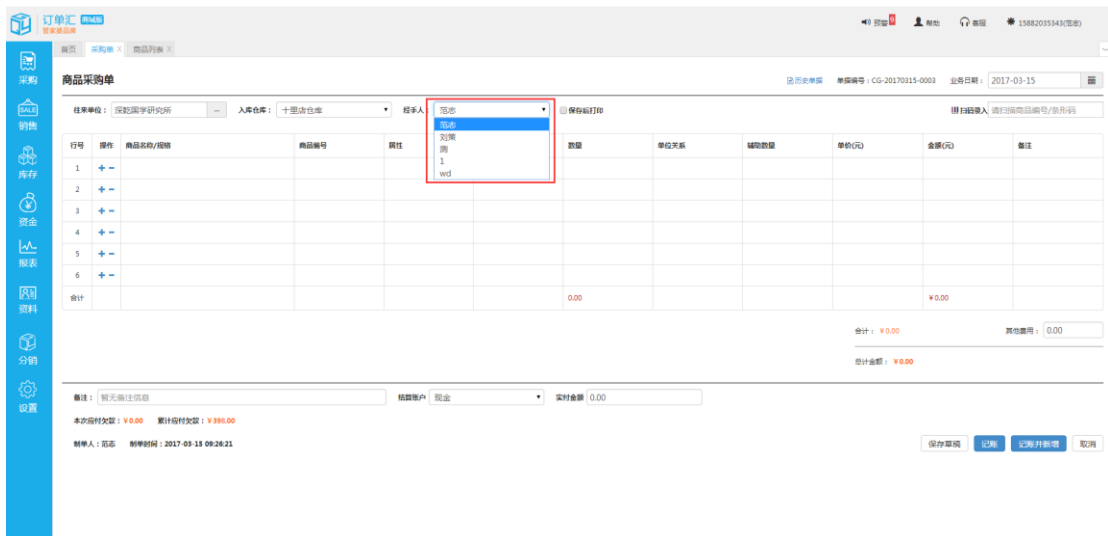 订单汇 商城版
管家婆品牌
预警 9 帮助 客服 15882035343(范志)
首页 采购单 X 商品列表 X
采购
销售
库存
资金
报表
资料
分销
设置
商品采购单
历史单据 单据编号：CG-20170315-0003 业务日期： 2017-03-15
往来单位： 深乾国学研究所 ... 入库仓库： 十里店仓库 经手人： 范志 保存后打印 扫码录入 请扫描商品编号/条形码
范志
刘策
测
1
wd
行号 操作 商品名称/规格 商品编号 属性 数量 单位关系 辅助数量 单价(元) 金额(元) 备注
1 + -
2 + -
3 + -
4 + -
5 + -
6 + -
合计 0.00 ￥0.00
合计： ￥0.00 其他费用： 0.00
总计金额： ￥0.00
备注： 暂无备注信息 结算账户 现金 实付金额 0.00
本次应付欠款：￥0.00 累计应付欠款：￥390.00
制单人：范志 制单时间：2017-03-15 09:26:21
保存草稿 记账 记账并新增 取消